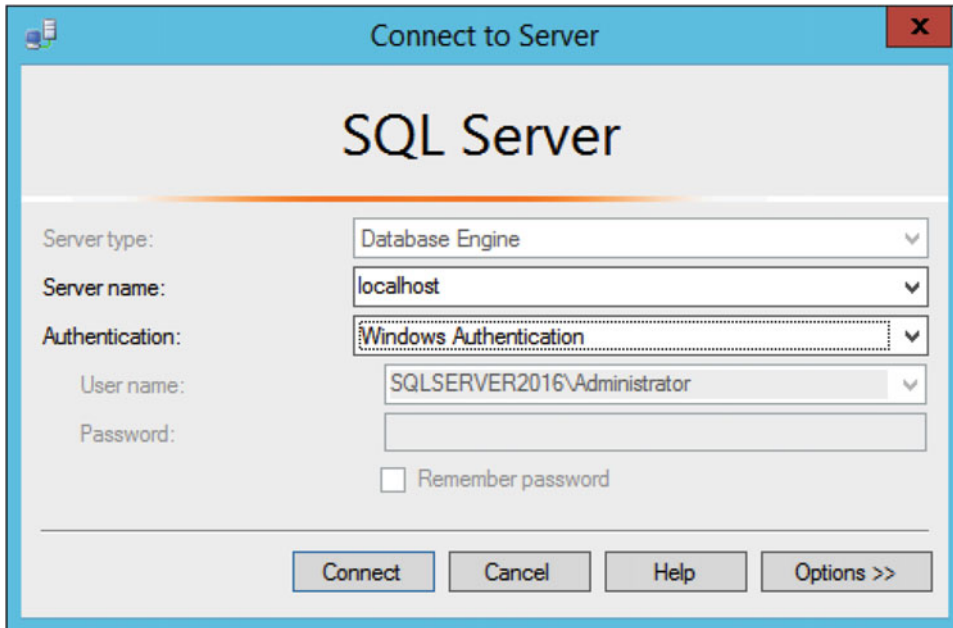 Connect to Server
x
SQL Server
Server type: Database Engine
Server name: localhost
Authentication: Windows Authentication
User name: SQLSERVER2016\Administrator
Password:
Remember password
Connect Cancel Help Options >>